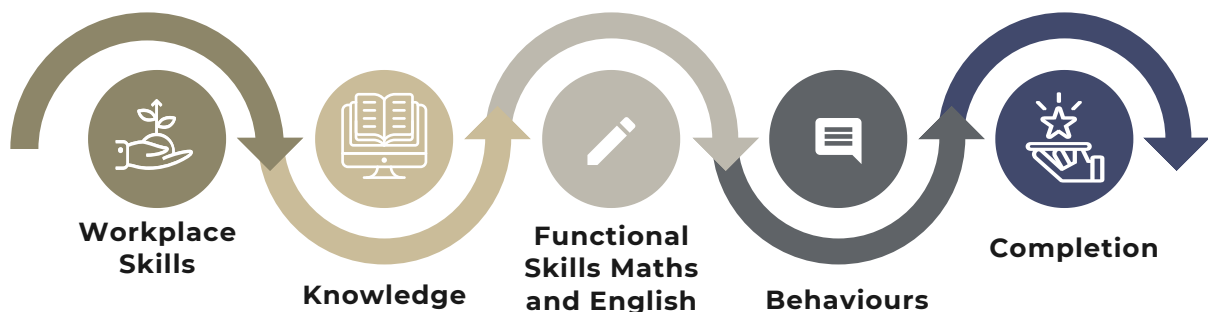 Workplace
Skills
Knowledge
Functional
Skills Maths
and English
Behaviours
Completion